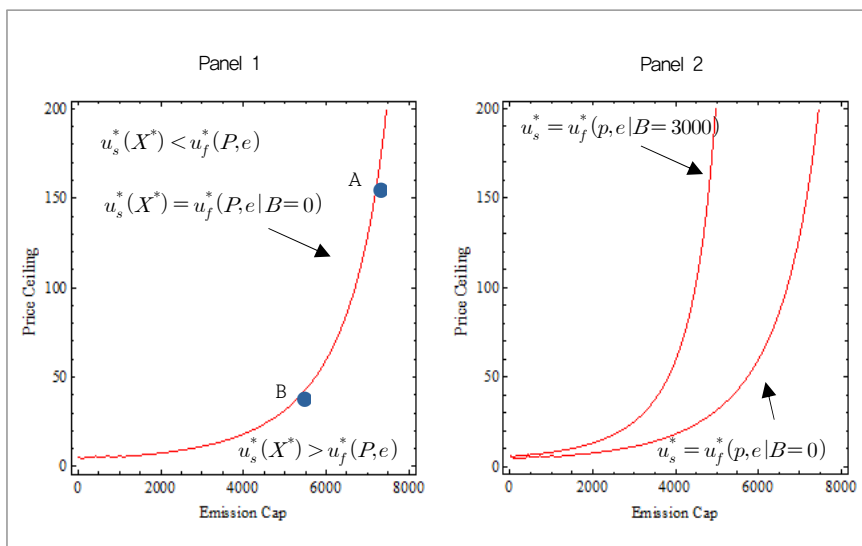 Panel 1
200
u*s(X*) < u*f(P,e)
A
150
u*s(X*) = u*f(P,e|B=0)
100
Price Ceiling
50
B
u*s(X*) > u*f(P,e)
0
0 2000 4000 6000 8000
Emission Cap
Panel 2
200
u*s = u*f(p,e|B=3000)
150
100
Price Ceiling
50
u*s = u*f(p,e|B=0)
0
0 2000 4000 6000 8000
Emission Cap